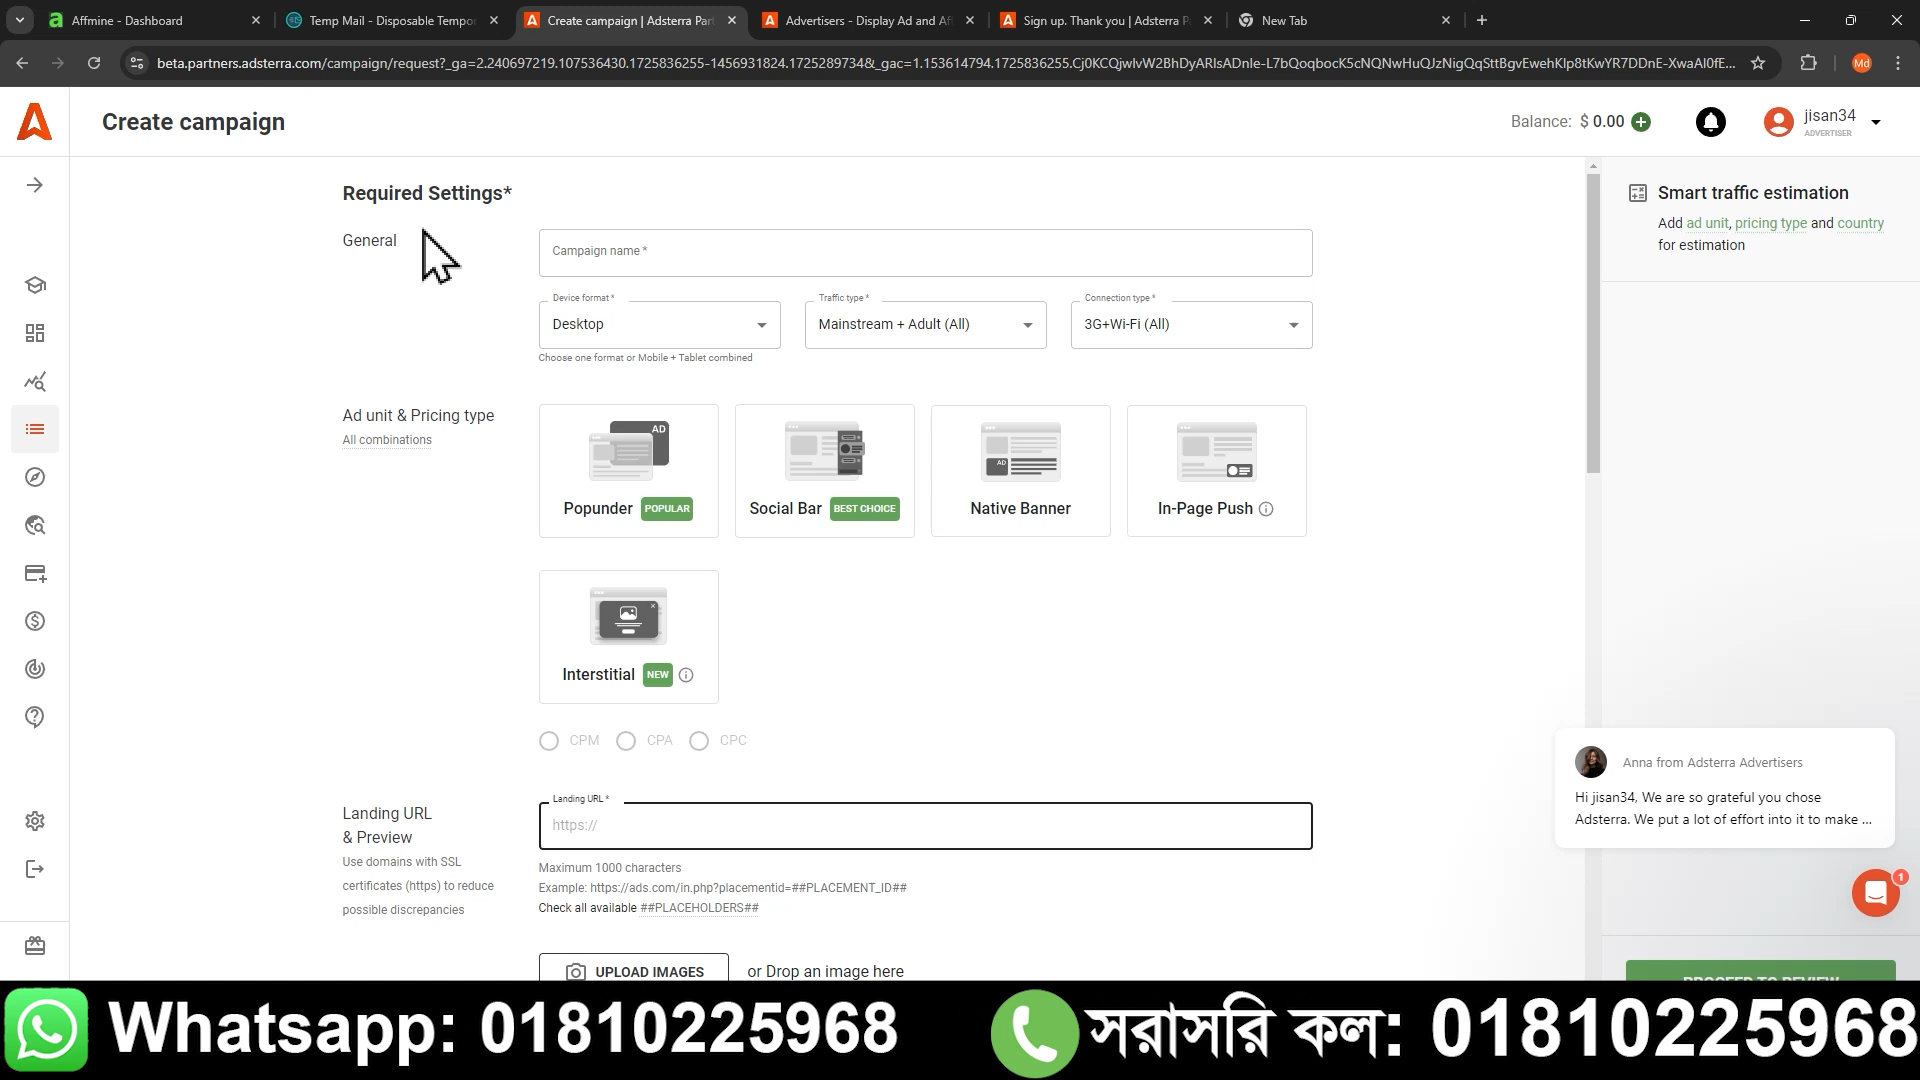 Affmine - Dashboard
Temp Mail - Disposable Tempo
Create campaign | Adsterra Part
Advertisers - Display Ad and Aff
Sign up. Thank you | Adsterra P
New Tab
beta.partners.adsterra.com/campaign/request?_ga=2.240697219.107536430.1725836255-1456931824.1725289734&_gac=1.153614794.1725836255.Cj0KCQjwlvW2BhDyARIsADnIe-L7bQoqbocK5cNQNwHuQJzNigQqSttBgvEwehKlp8tKwYR7DDnE-XwaAl0fE...
Md
Create campaign
Balance: $ 0.00
jisan34
ADVERTISER
Required Settings*
General
Campaign name *
Device format *
Desktop
Choose one format or Mobile + Tablet combined
Traffic type *
Mainstream + Adult (All)
Connection type *
3G+Wi-Fi (All)
Ad unit & Pricing type
All combinations
AD
Popunder POPULAR
Social Bar BEST CHOICE
AD
Native Banner
In-Page Push
Interstitial NEW
CPM CPA CPC
Landing URL
& Preview
Use domains with SSL
certificates (https) to reduce
possible discrepancies
Landing URL *
https://
Maximum 1000 characters
Example: https://ads.com/in.php?placementid=##PLACEMENT_ID##
Check all available ##PLACEHOLDERS##
UPLOAD IMAGES or Drop an image here
Smart traffic estimation
Add ad unit, pricing type and country
for estimation
Anna from Adsterra Advertisers
Hi jisan34, We are so grateful you chose
Adsterra. We put a lot of effort into it to make ...
1
PROCEED TO REVIEW
Whatsapp: 01810225968
সরাসরি কল: 01810225968